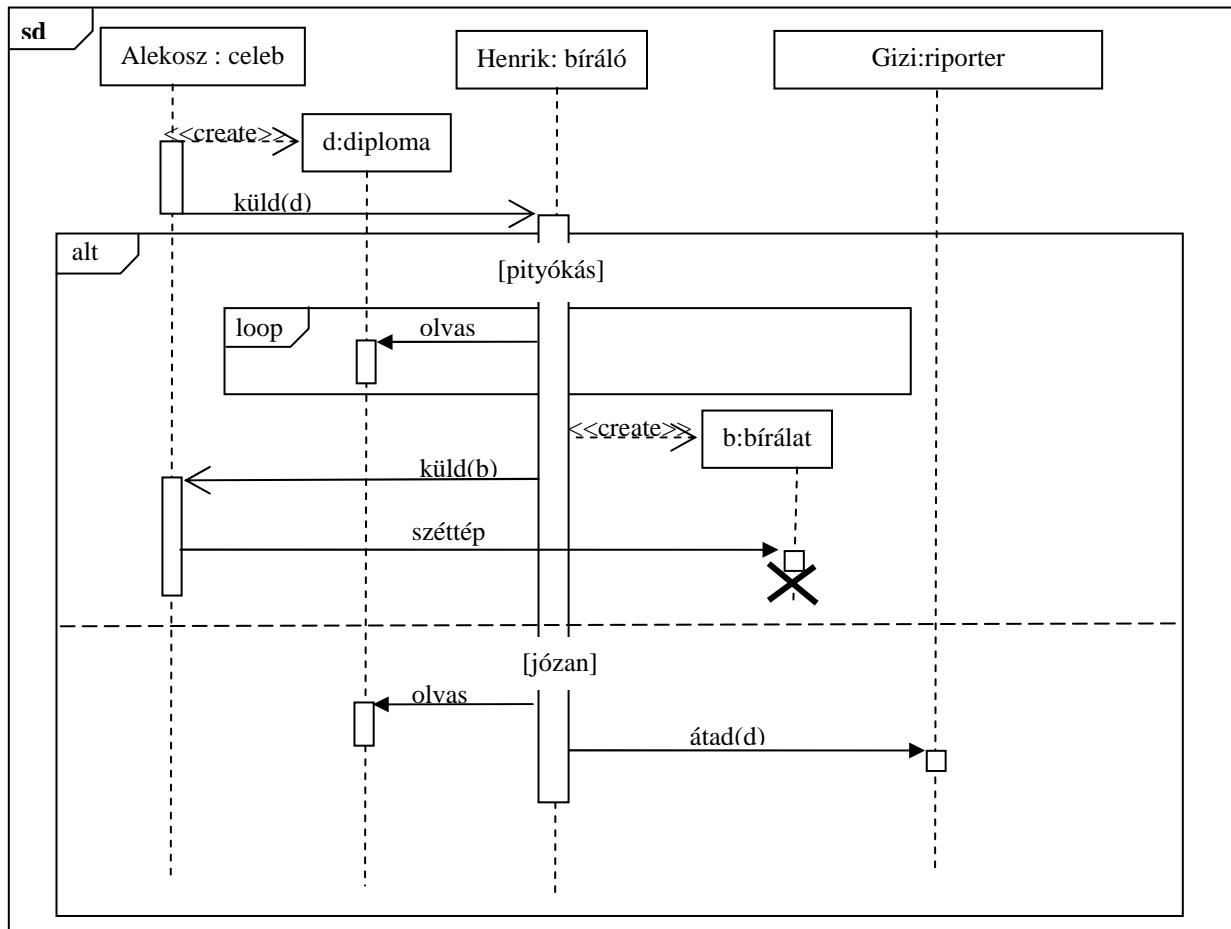 sd
Alekosz : celeb
Henrik: bíráló
Gizi:riporter
<<create>>
d:diploma
küld(d)
alt
[pityókás]
loop
olvas
<<create>>
b:bírálat
küld(b)
széttép
[józan]
olvas
átad(d)